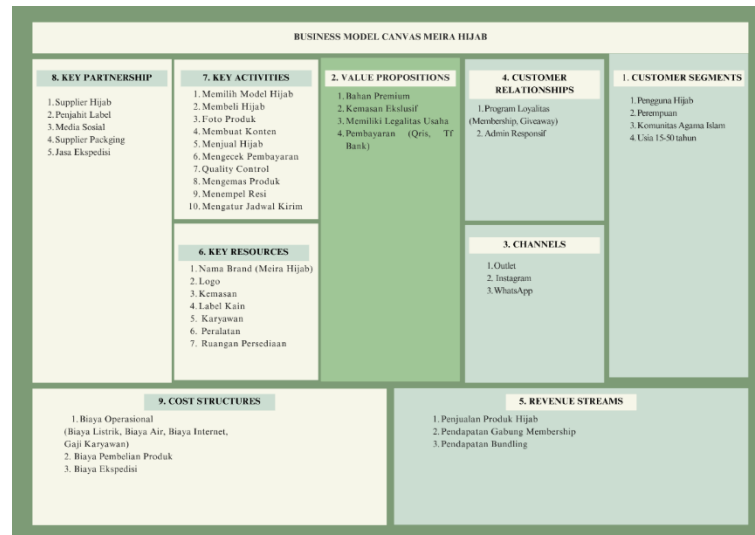 BUSINESS MODEL CANVAS MEIRA HIJAB
8. KEY PARTNERSHIP
1.Supplier Hijab
2.Penjahit Label
3.Media Sosial
4.Supplier Packging
5.Jasa Ekspedisi
7. KEY ACTIVITIES
1. Memilih Model Hijab
2. Membeli Hijab
3. Foto Produk
4. Membuat Konten
5. Menjual Hijab
6. Mengecek Pembayaran
7. Quality Control
8. Mengemas Produk
9. Menempel Resi
10. Mengatur Jadwal Kirim
6. KEY RESOURCES
1. Nama Brand (Meira Hijab)
2. Logo
3. Kemasan
4. Label Kain
5. Karyawan
6. Peralatan
7. Ruangan Persediaan
2. VALUE PROPOSITIONS
1. Bahan Premium
2. Kemasan Ekslusif
3. Memiliki Legalitas Usaha
4. Pembayaran (Qris, Tf
Bank)
4. CUSTOMER
RELATIONSHIPS
1. Program Loyalitas
(Membership, Giveaway)
2. Admin Responsif
3. CHANNELS
1. Outlet
2. Instagram
3. WhatsApp
1. CUSTOMER SEGMENTS
1. Pengguna Hijab
2. Perempuan
3. Komunitas Agama Islam
4. Usia 15-50 tahun
9. COST STRUCTURES
1. Biaya Operasional
(Biaya Listrik, Biaya Air, Biaya Internet,
Gaji Karyawan)
2. Biaya Pembelian Produk
3. Biaya Ekspedisi
5. REVENUE STREAMS
1. Penjualan Produk Hijab
2. Pendapatan Gabung Membership
3. Pendapatan Bundling